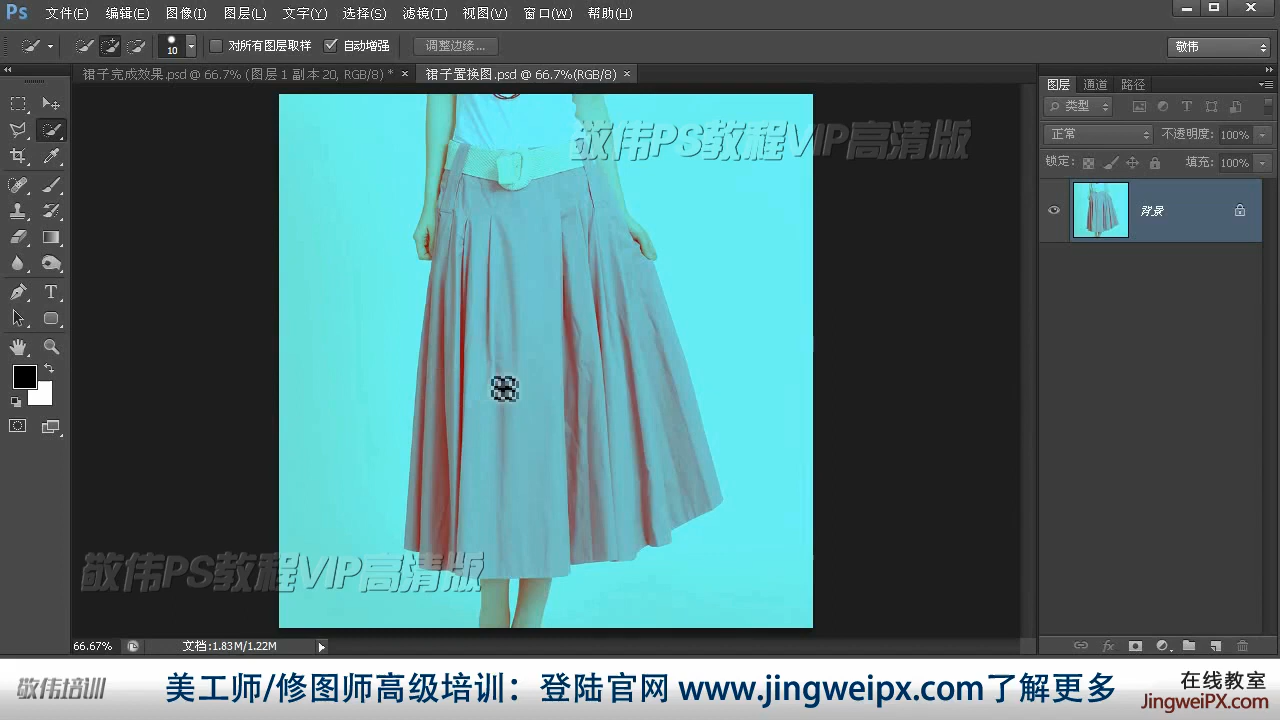 Ps 文件(F) 编辑(E) 图像(I) 图层(L) 文字(Y) 选择(S) 滤镜(T) 视图(V) 窗口(W) 帮助(H)
10 对所有图层取样 自动增强 调整边缘... 敬伟
裙子完成效果.psd @ 66.7% (图层 1 副本 20, RGB/8) * × 裙子置换图.psd @ 66.7%(RGB/8) ×
图层 通道 路径
类型
正常 不透明度: 100%
锁定: 填充: 100%
背景
敬伟PS教程VIP高清版
敬伟PS教程VIP高清版
66.67% 文档:1.83M/1.22M
敬伟培训 美工师/修图师高级培训：登陆官网 www.jingweipx.com了解更多 在线教室
JingweiPX.com